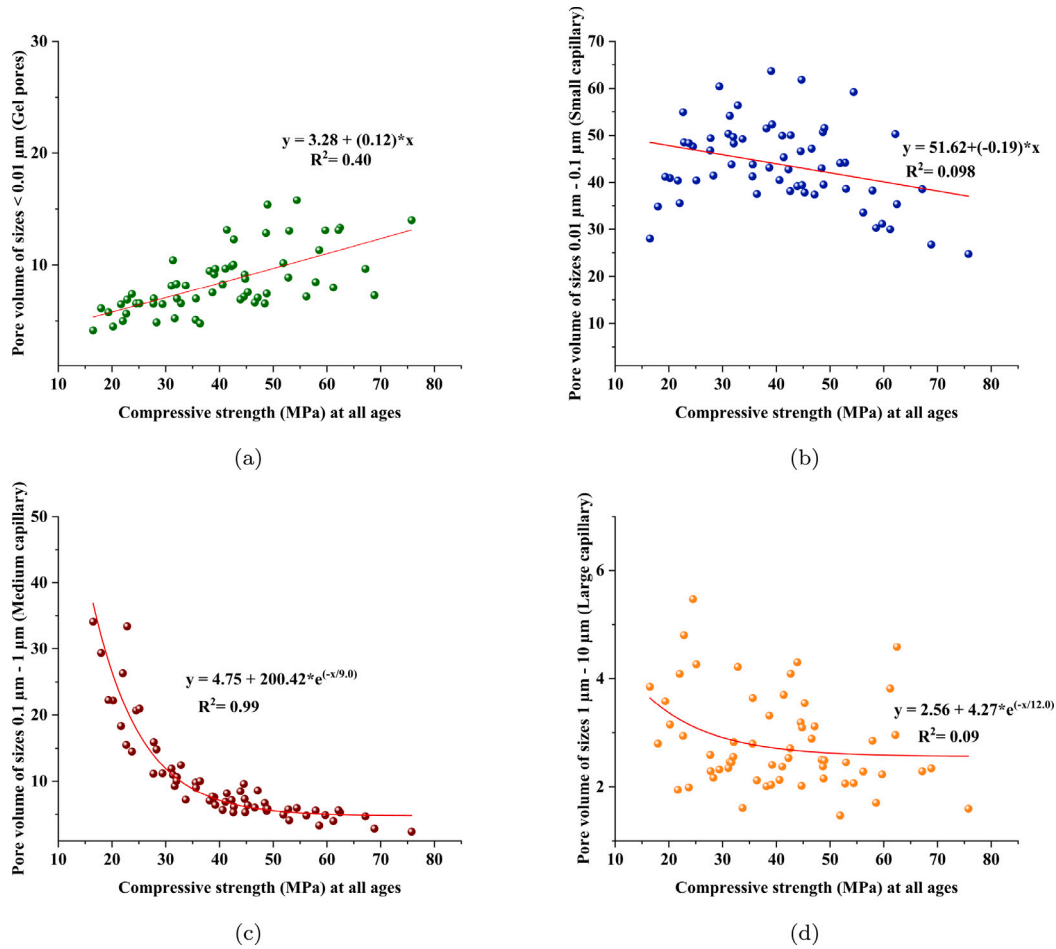 Pore volume of sizes < 0.01 μm (Gel pores)
30
20
10
y = 3.28 + (0.12)*x
R²= 0.40
10 20 30 40 50 60 70 80
Compressive strength (MPa) at all ages
(a)
Pore volume of sizes 0.01 μm - 0.1 μm (Small capillary)
70
60
50
40
30
20
10
y = 51.62+(-0.19)*x
R²= 0.098
10 20 30 40 50 60 70 80
Compressive strength (MPa) at all ages
(b)
Pore volume of sizes 0.1 μm - 1 μm (Medium capillary)
50
40
30
20
10
y = 4.75 + 200.42*e(-x/9.0)
R²= 0.99
10 20 30 40 50 60 70 80
Compressive strength (MPa) at all ages
(c)
Pore volume of sizes 1 μm - 10 μm (Large capillary)
6
4
2
y = 2.56 + 4.27*e(-x/12.0)
R²= 0.09
10 20 30 40 50 60 70 80
Compressive strength (MPa) at all ages
(d)